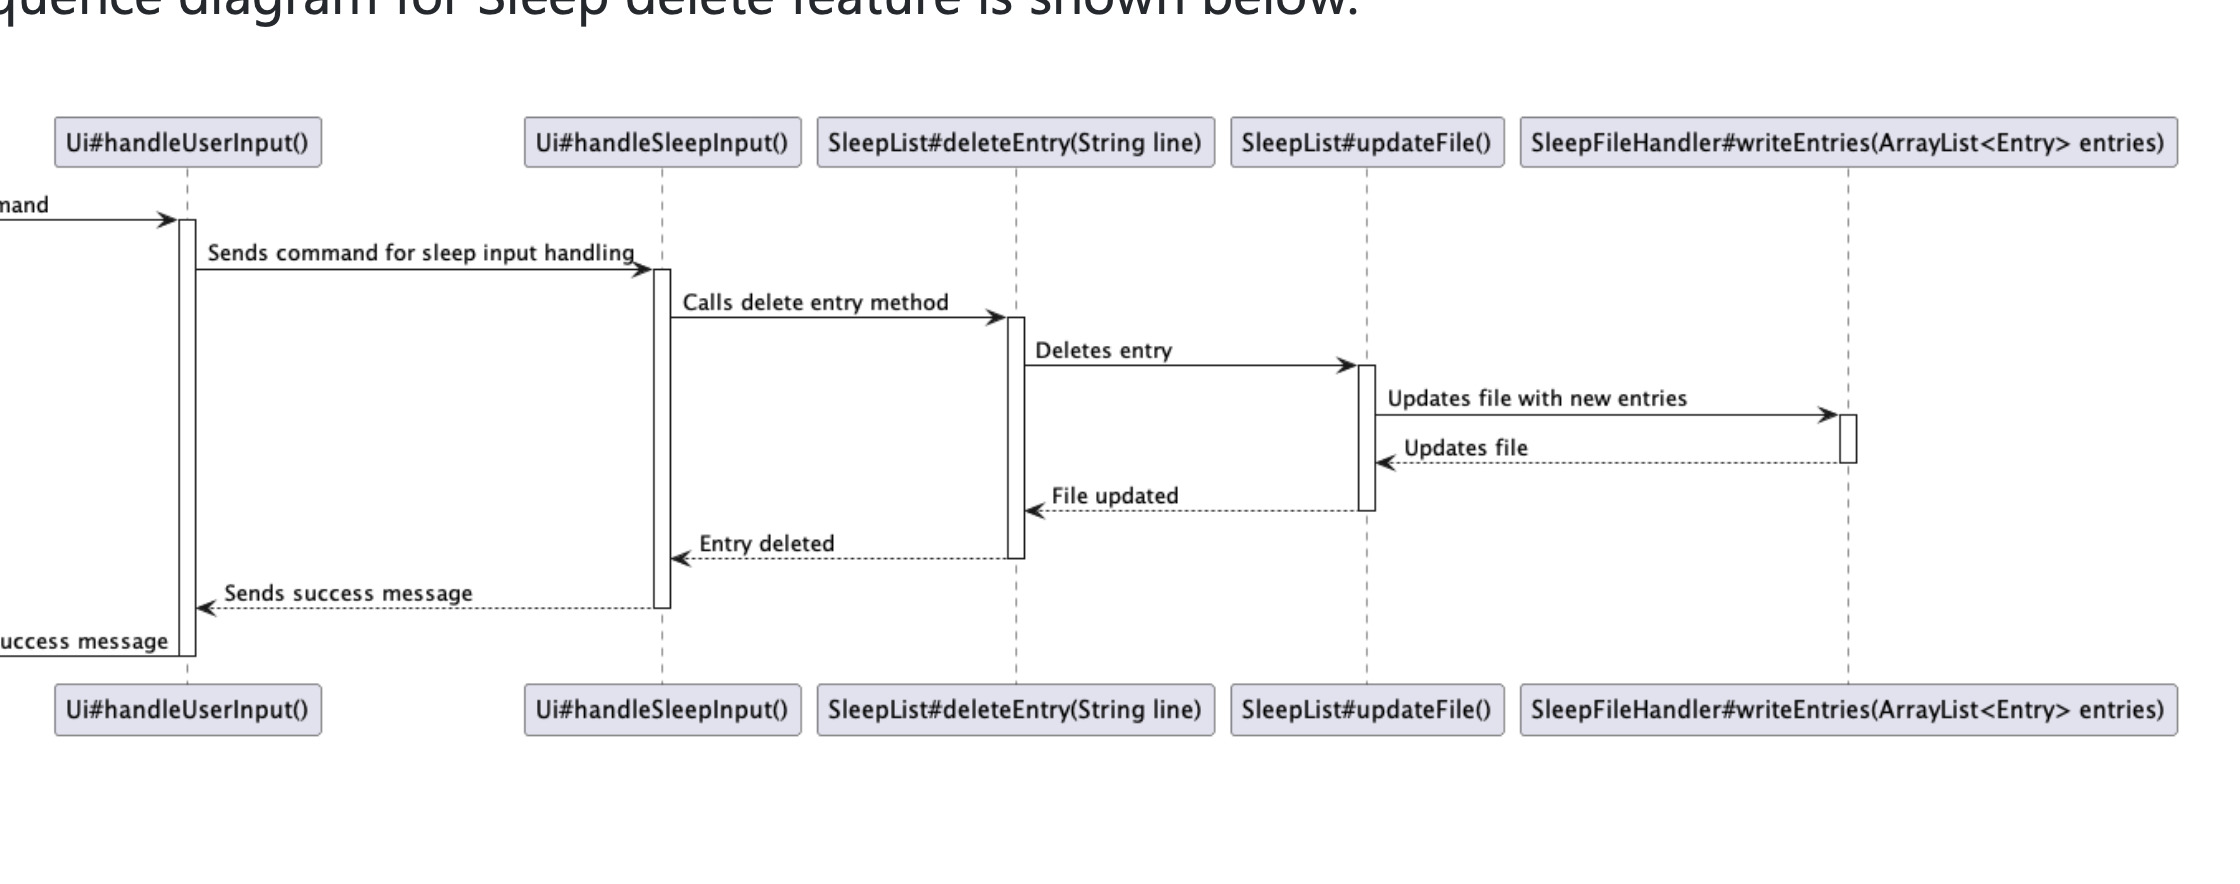 quence diagram for Sleep delete feature is shown below.
Ui#handleUserInput() Ui#handleSleepInput() SleepList#deleteEntry(String line) SleepList#updateFile() SleepFileHandler#writeEntries(ArrayList<Entry> entries)
mand
Sends command for sleep input handling
Calls delete entry method
Deletes entry
Updates file with new entries
Updates file
File updated
Entry deleted
Sends success message
uccess message
Ui#handleUserInput() Ui#handleSleepInput() SleepList#deleteEntry(String line) SleepList#updateFile() SleepFileHandler#writeEntries(ArrayList<Entry> entries)